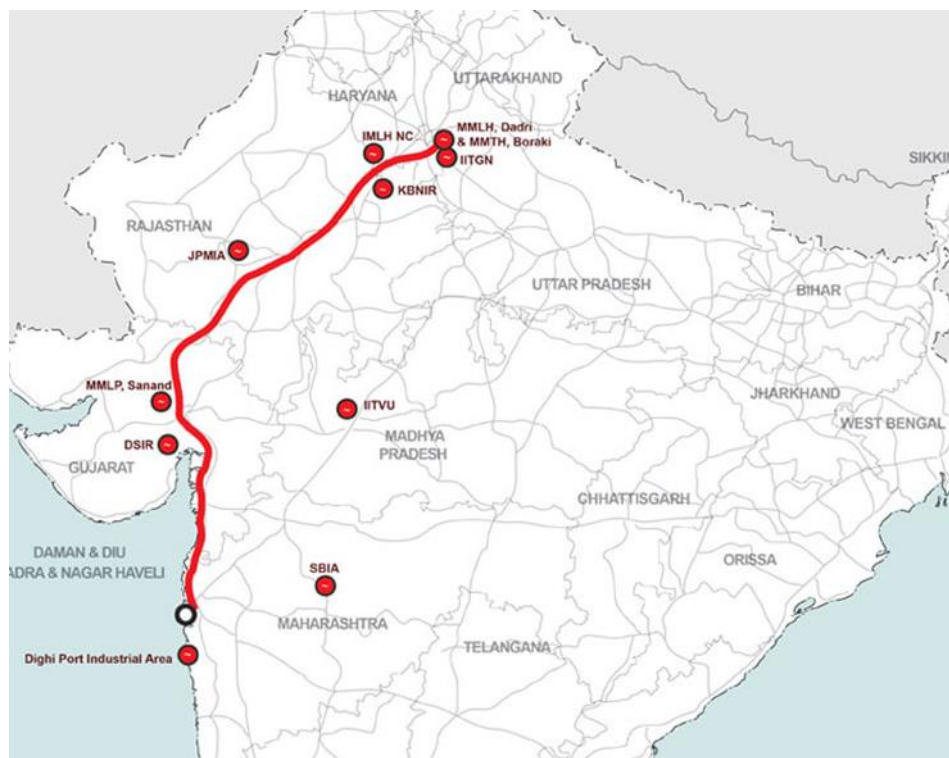 UTTARAKHAND
HARYANA
IMLH NC
MMLH, Dadri
& MMTH, Boraki
IITGN
SIKKI
KBNIR
RAJASTHAN
JPMIA
UTTAR PRADESH
BIHAR
MMLP, Sanand
IITVU
JHARKHAND
WEST BENGAL
DSIR
MADHYA
PRADESH
GUJARAT
CHHATTISGARH
DAMAN & DIU
ADRA & NAGAR HAVELI
ORISSA
SBIA
MAHARASHTRA
TELANGANA
Dighi Port Industrial Area